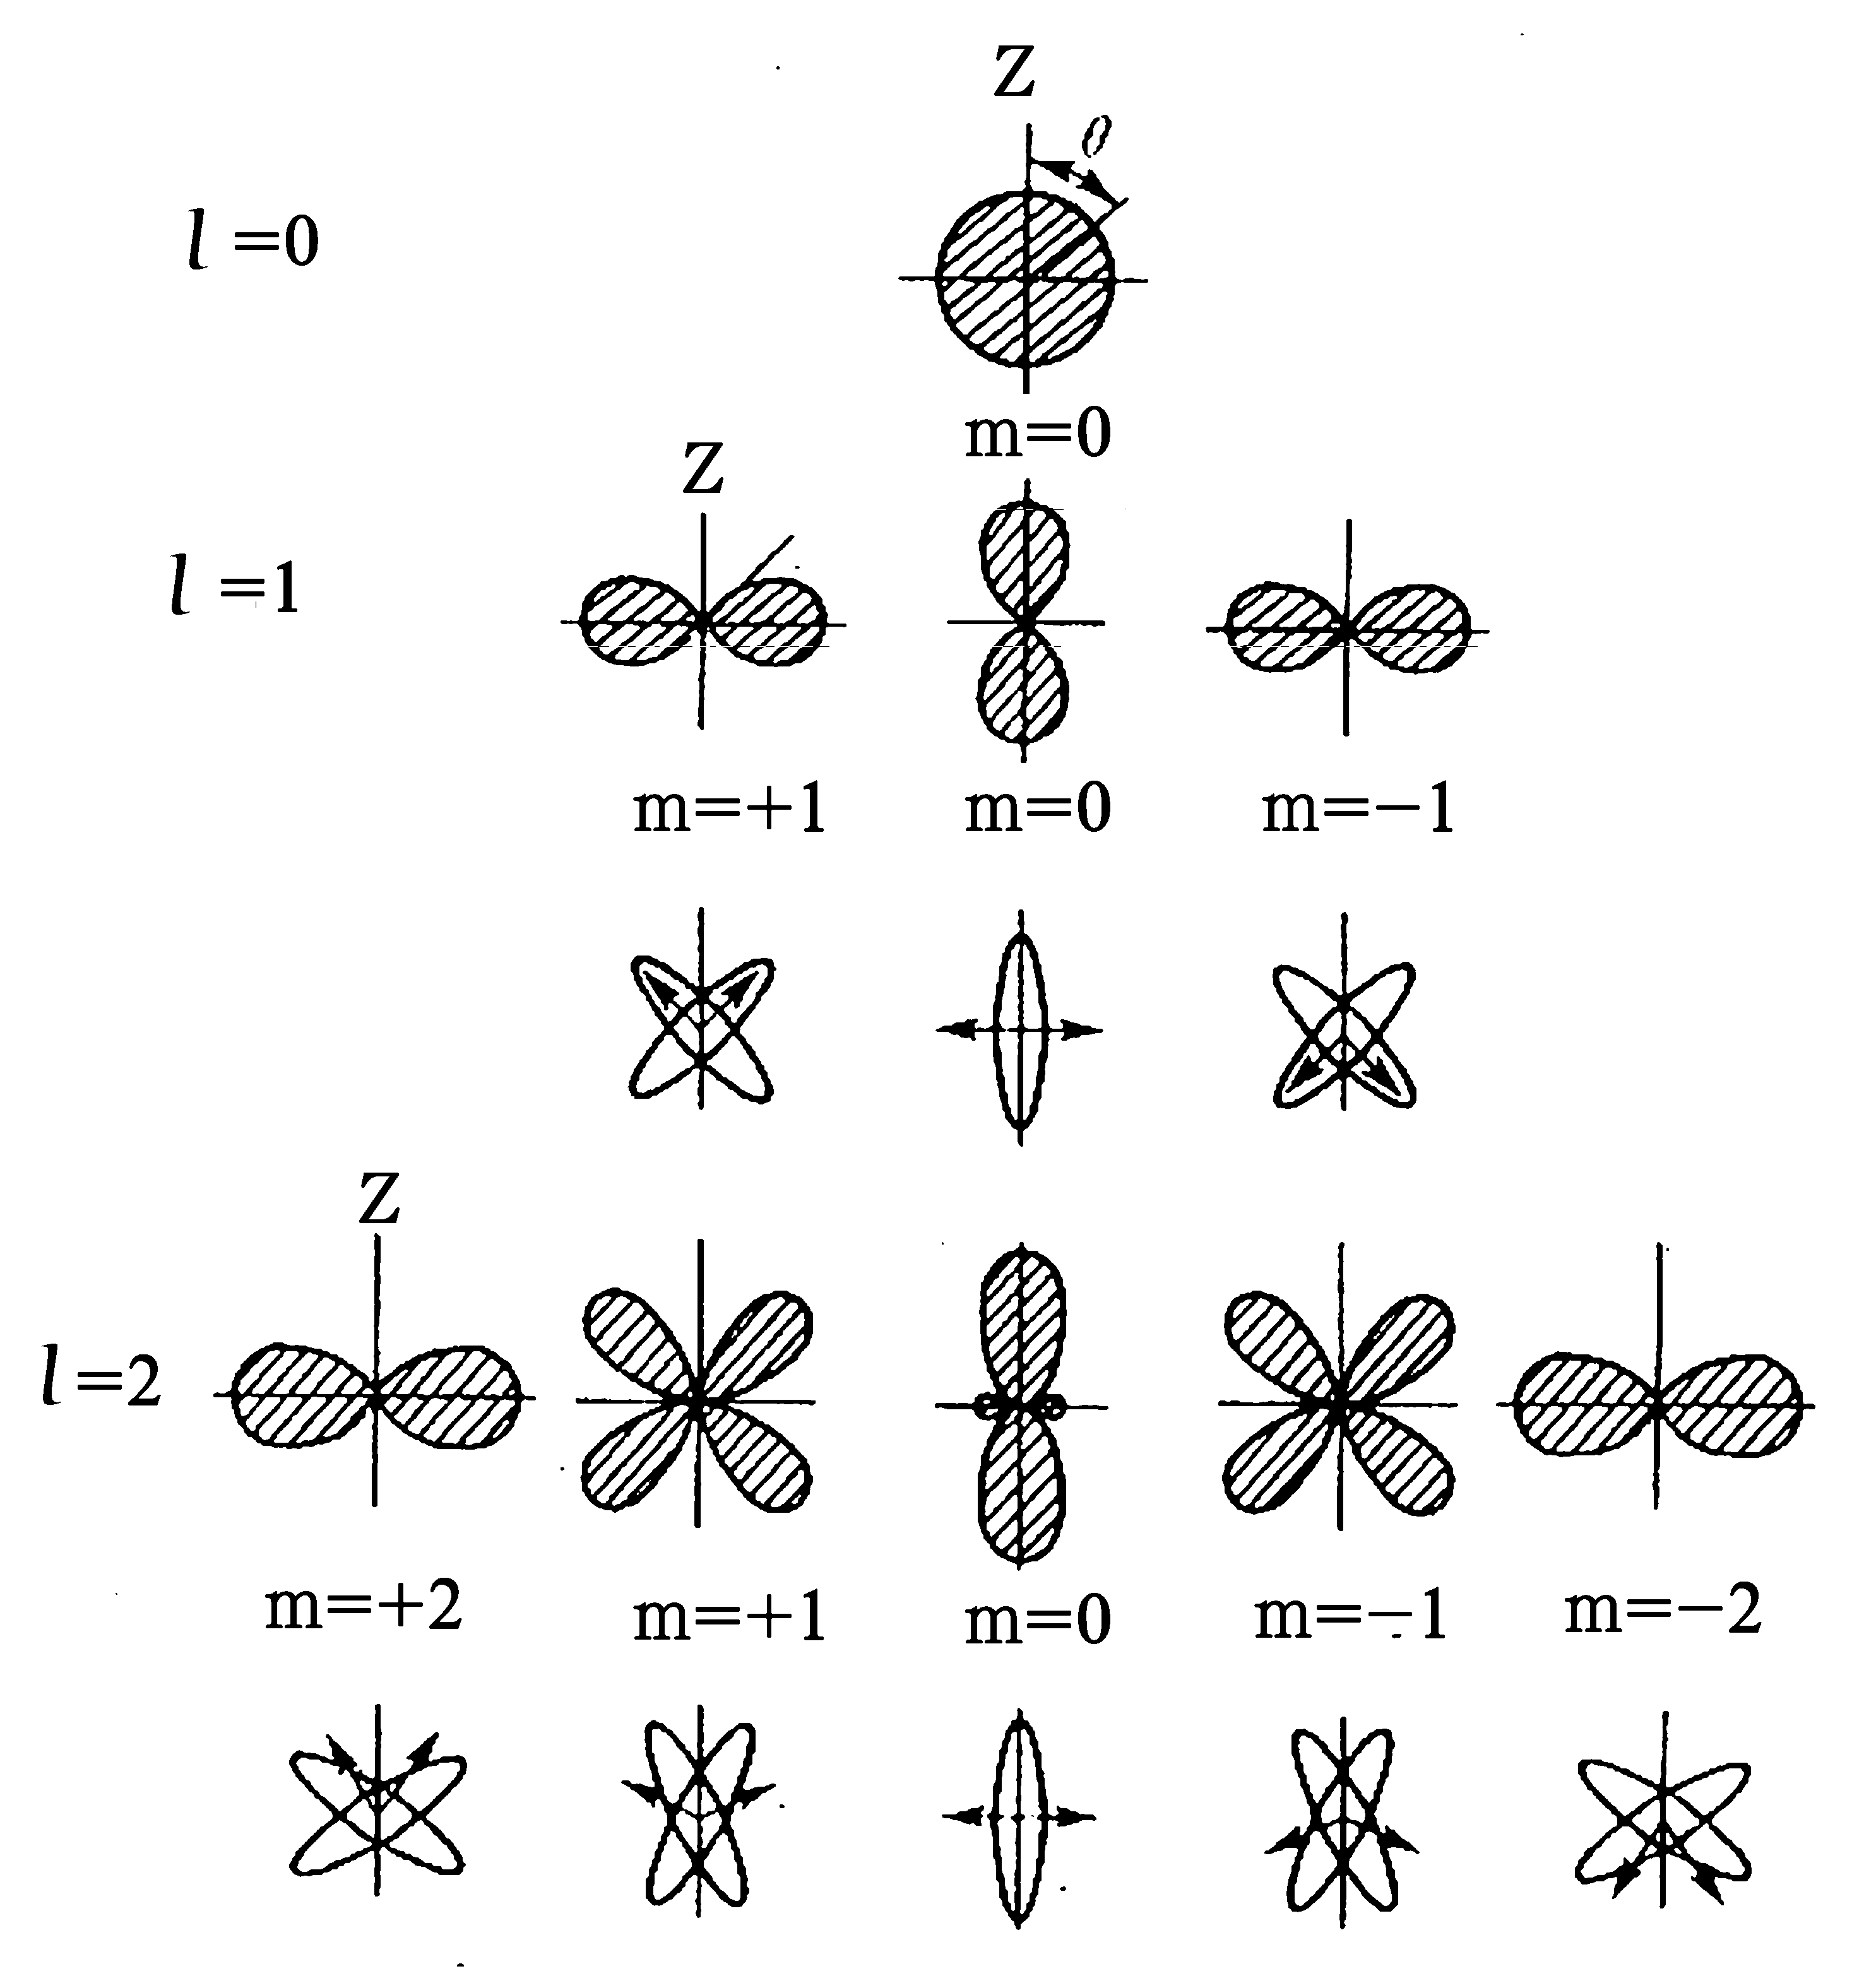 Z
θ
l =0
m=0
Z
l =1
m=+1 m=0 m=−1
Z
l =2
m=+2 m=+1 m=0 m=−1 m=−2